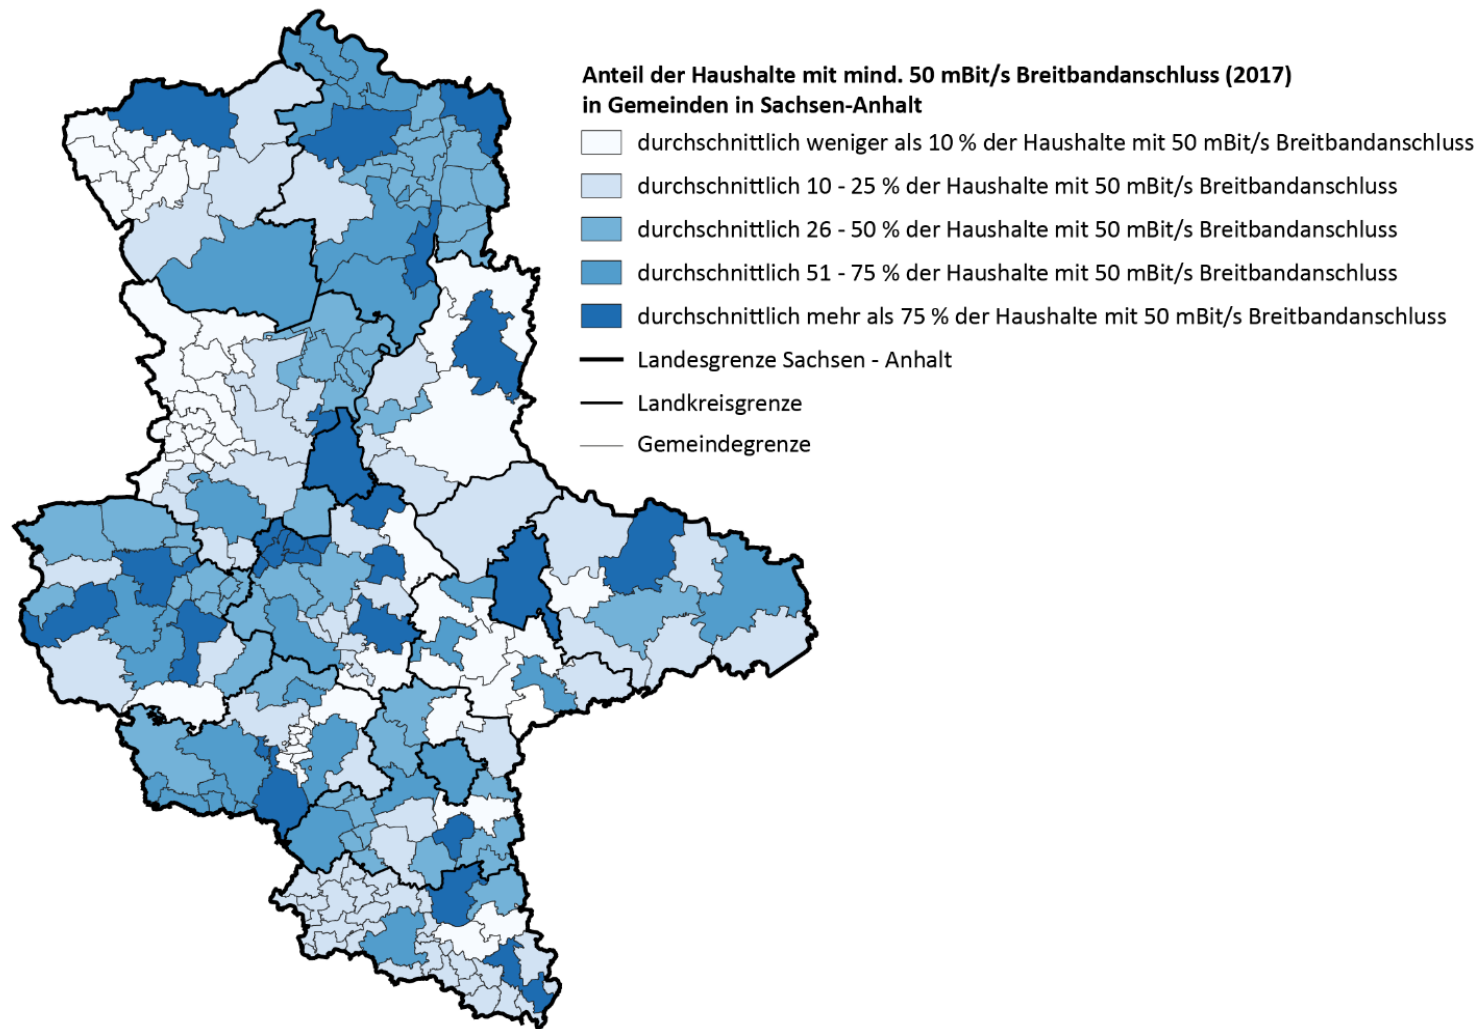 Anteil der Haushalte mit mind. 50 mBit/s Breitbandanschluss (2017)
in Gemeinden in Sachsen-Anhalt
durchschnittlich weniger als 10 % der Haushalte mit 50 mBit/s Breitbandanschluss
durchschnittlich 10 - 25 % der Haushalte mit 50 mBit/s Breitbandanschluss
durchschnittlich 26 - 50 % der Haushalte mit 50 mBit/s Breitbandanschluss
durchschnittlich 51 - 75 % der Haushalte mit 50 mBit/s Breitbandanschluss
durchschnittlich mehr als 75 % der Haushalte mit 50 mBit/s Breitbandanschluss
Landesgrenze Sachsen - Anhalt
Landkreisgrenze
Gemeindegrenze